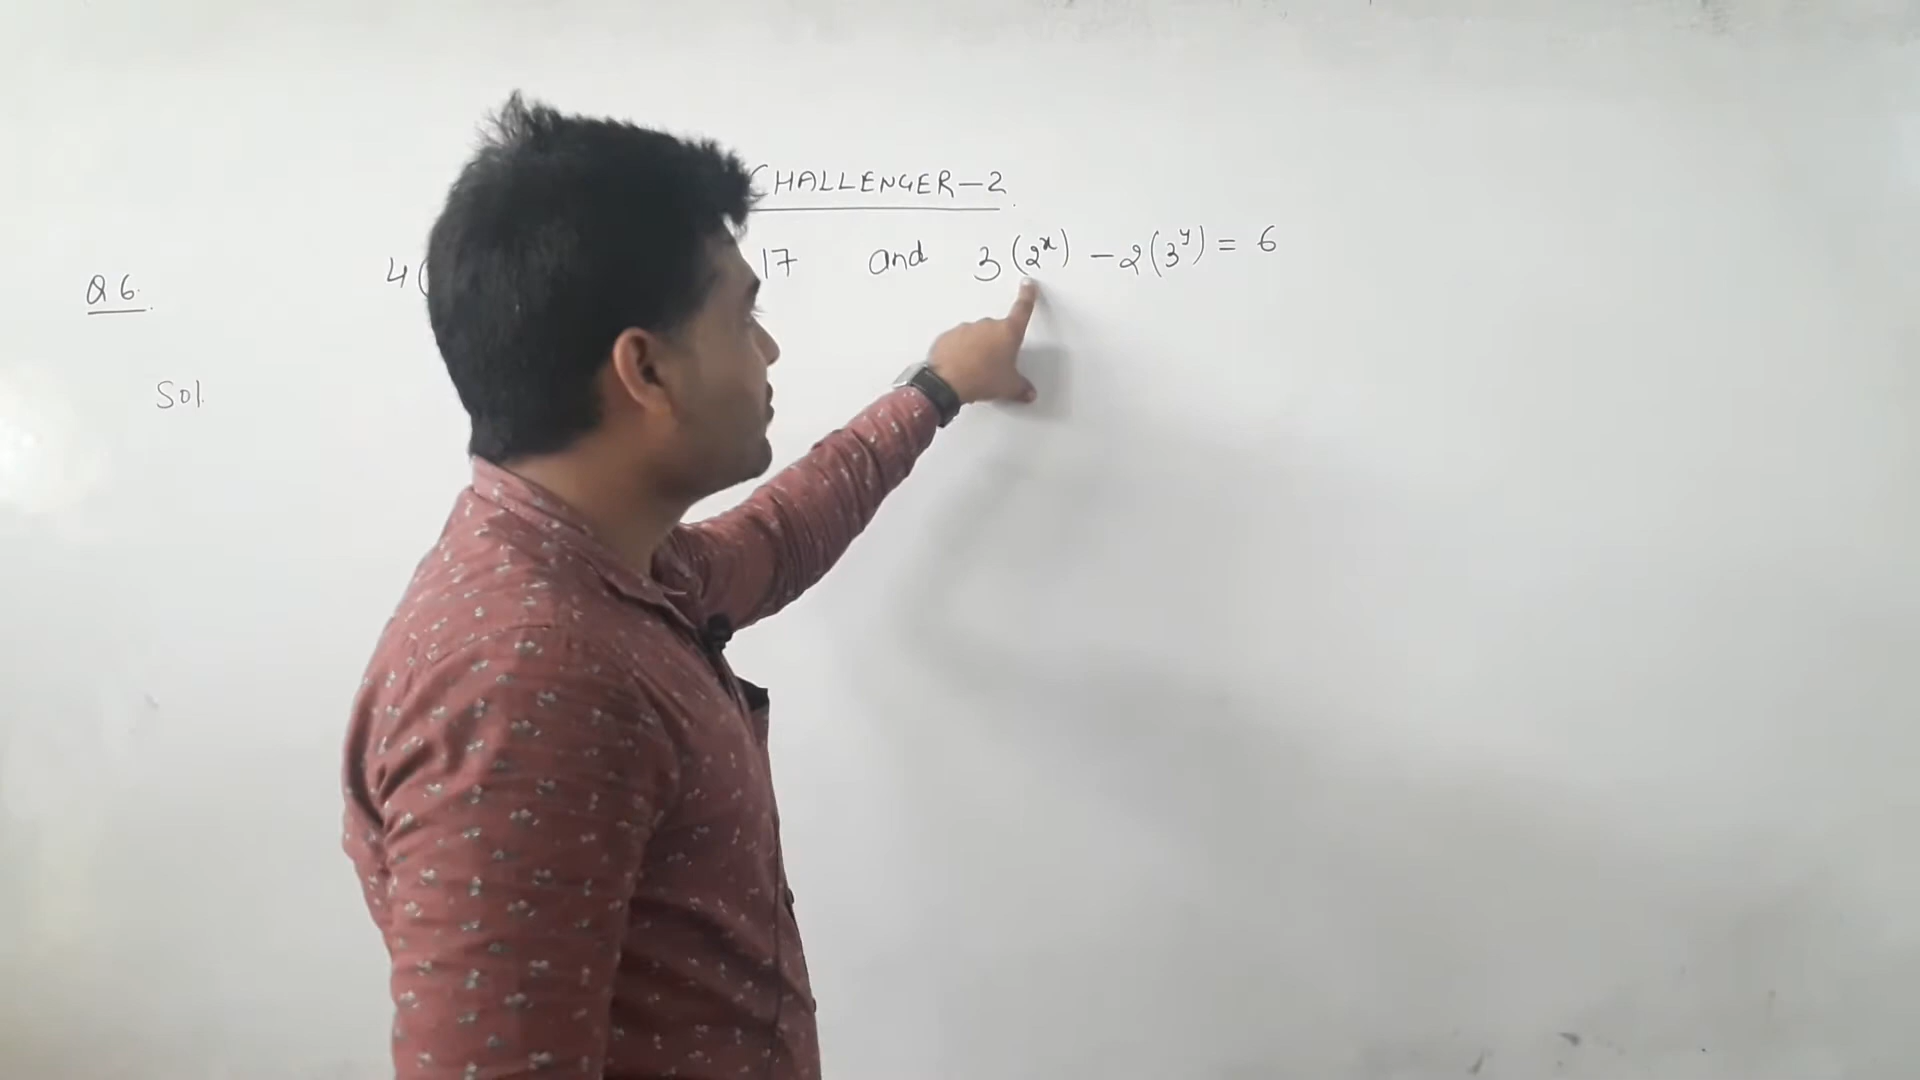 CHALLENGER-2.
Q6. 4( 17 and 3(2^x) - 2(3^y) = 6
Sol.